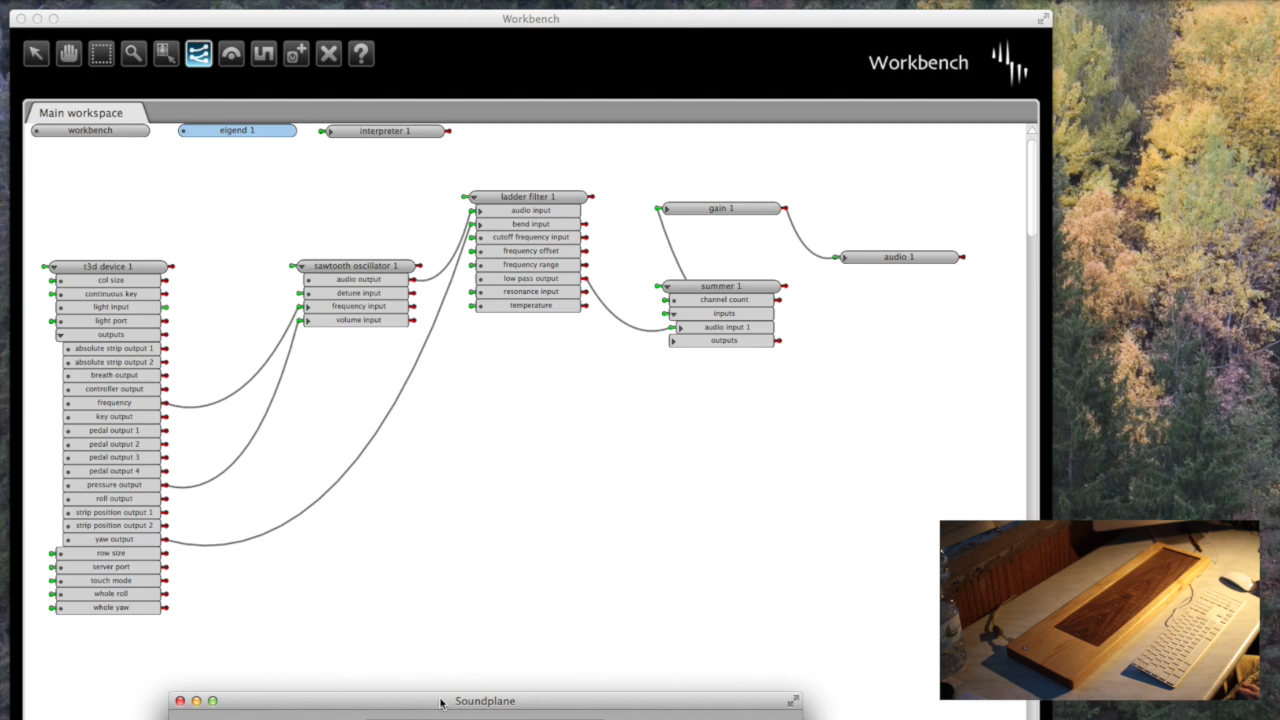 Workbench
Workbench
Main workspace
workbench
eigend 1
interpreter 1
t3d device 1
col size
continuous key
light input
light port
outputs
absolute strip output 1
absolute strip output 2
breath output
controller output
frequency
key output
pedal output 1
pedal output 2
pedal output 3
pedal output 4
pressure output
roll output
strip position output 1
strip position output 2
yaw output
row size
server port
touch mode
whole roll
whole yaw
sawtooth oscillator 1
audio output
detune input
frequency input
volume input
ladder filter 1
audio input
bend input
cutoff frequency input
frequency offset
frequency range
low pass output
resonance input
temperature
gain 1
summer 1
channel count
inputs
audio input 1
outputs
audio 1
Soundplane